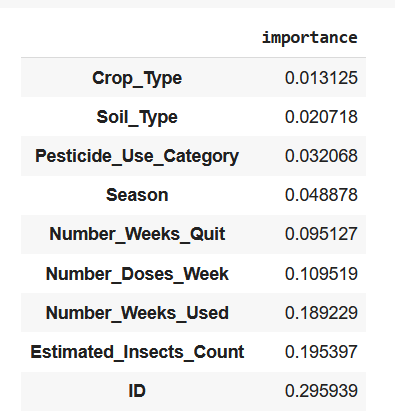 importance
Crop_Type 0.013125
Soil_Type 0.020718
Pesticide_Use_Category 0.032068
Season 0.048878
Number_Weeks_Quit 0.095127
Number_Doses_Week 0.109519
Number_Weeks_Used 0.189229
Estimated_Insects_Count 0.195397
ID 0.295939